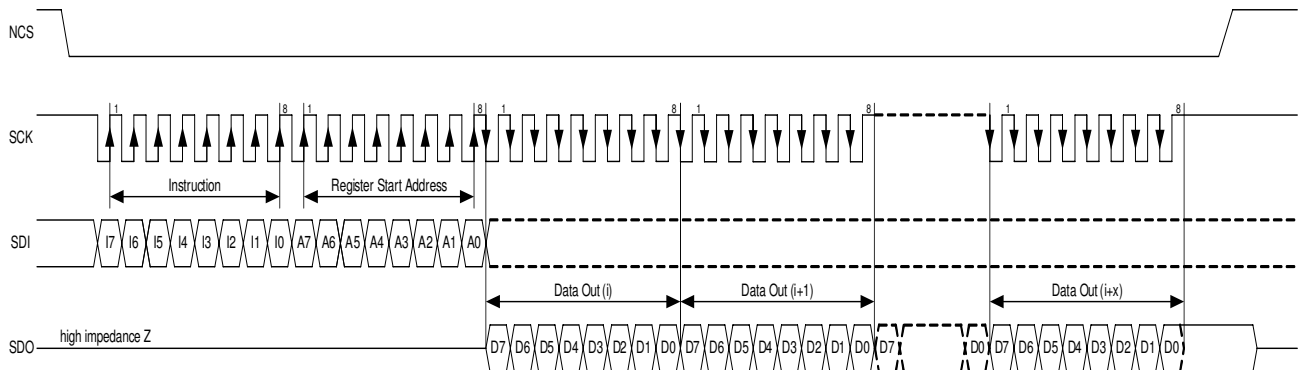 NCS
SCK
1 8 1 8 1 8 1 8 1 8
Instruction
Register Start Address
SDI
I7 I6 I5 I4 I3 I2 I1 I0 A7 A6 A5 A4 A3 A2 A1 A0
Data Out (i)
Data Out (i+1)
Data Out (i+x)
SDO
high impedance Z
D7 D6 D5 D4 D3 D2 D1 D0 D7 D6 D5 D4 D3 D2 D1 D0 D7 D0 D7 D6 D5 D4 D3 D2 D1 D0